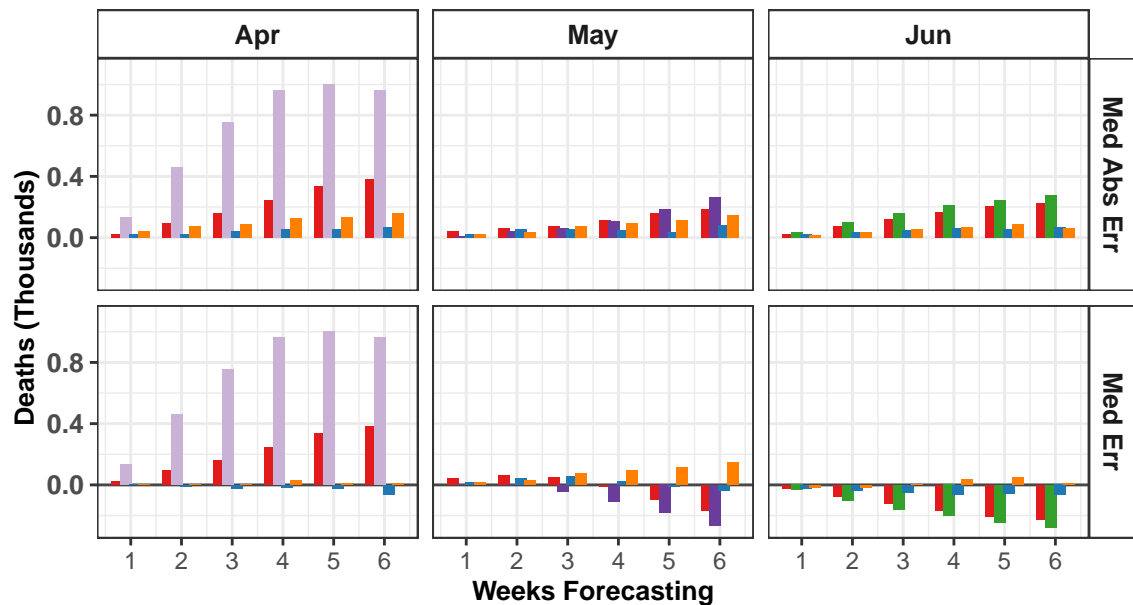 Apr
May
Jun
Deaths (Thousands)
0.8
0.4
0.0
Med Abs Err
0.8
0.4
0.0
Med Err
1 2 3 4 5 6
1 2 3 4 5 6
1 2 3 4 5 6
Weeks Forecasting